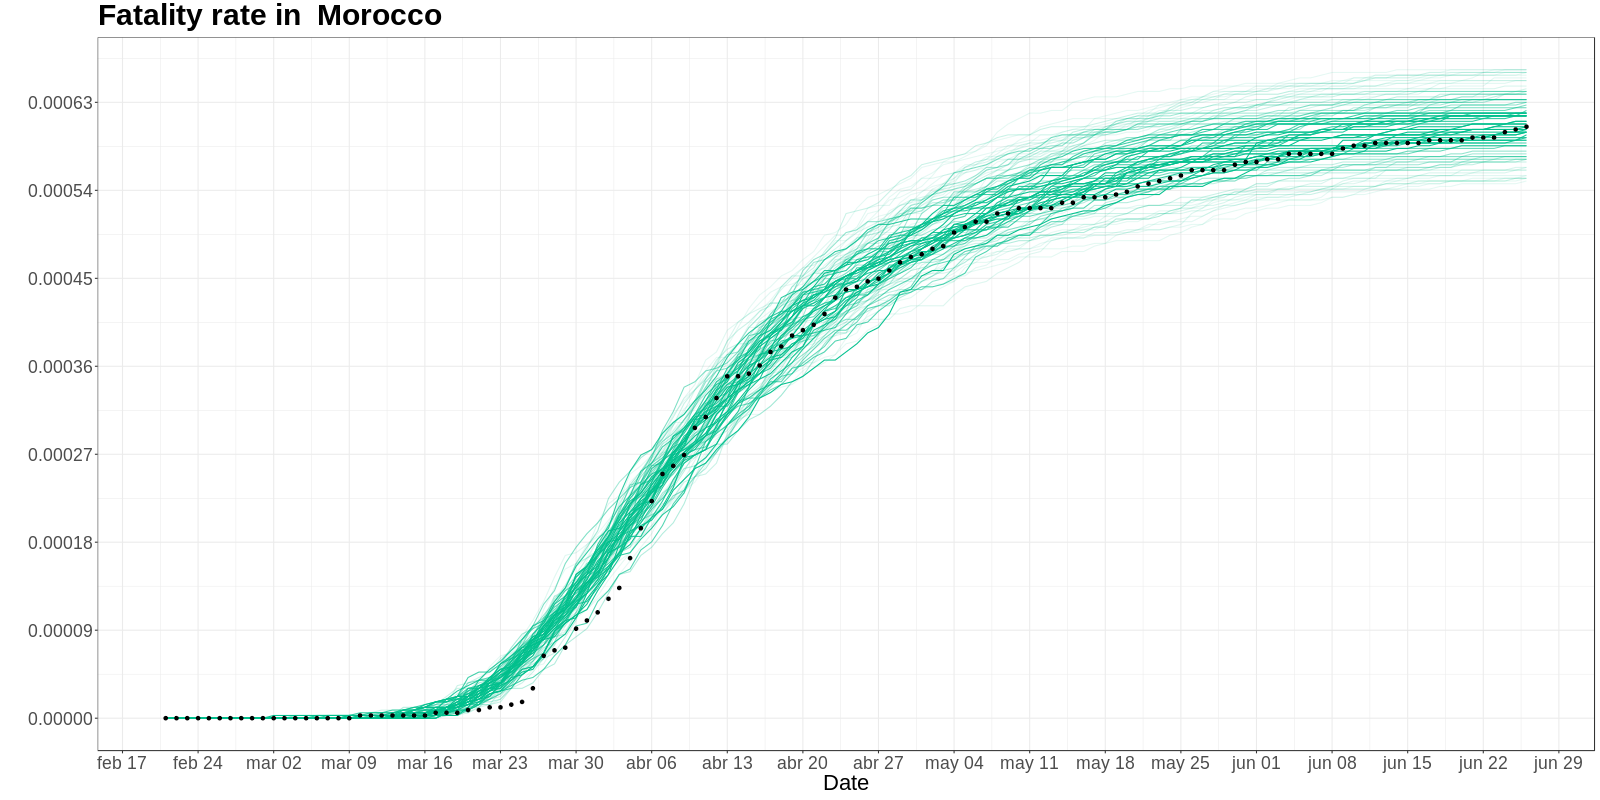 Fatality rate in  Morocco
0.00063
0.00054
0.00045
0.00036
0.00027
0.00018
0.00009
0.00000
feb 17 feb 24 mar 02 mar 09 mar 16 mar 23 mar 30 abr 06 abr 13 abr 20 abr 27 may 04 may 11 may 18 may 25 jun 01 jun 08 jun 15 jun 22 jun 29
Date